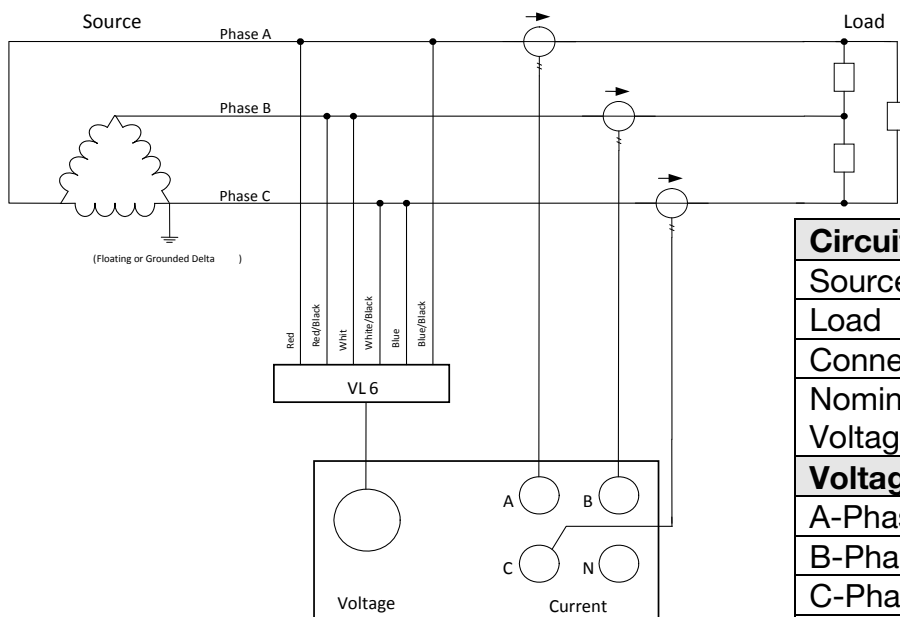 Source
Load
Phase A
Phase B
Phase C
(Floating or Grounded Delta )
Red
Red/Black
Whit
White/Black
Blue
Blue/Black
VL 6
A
B
C
N
Voltage
Current
Circui
Source
Load
Conne
Nomin
Voltag
Voltag
A-Phas
B-Pha
C-Pha